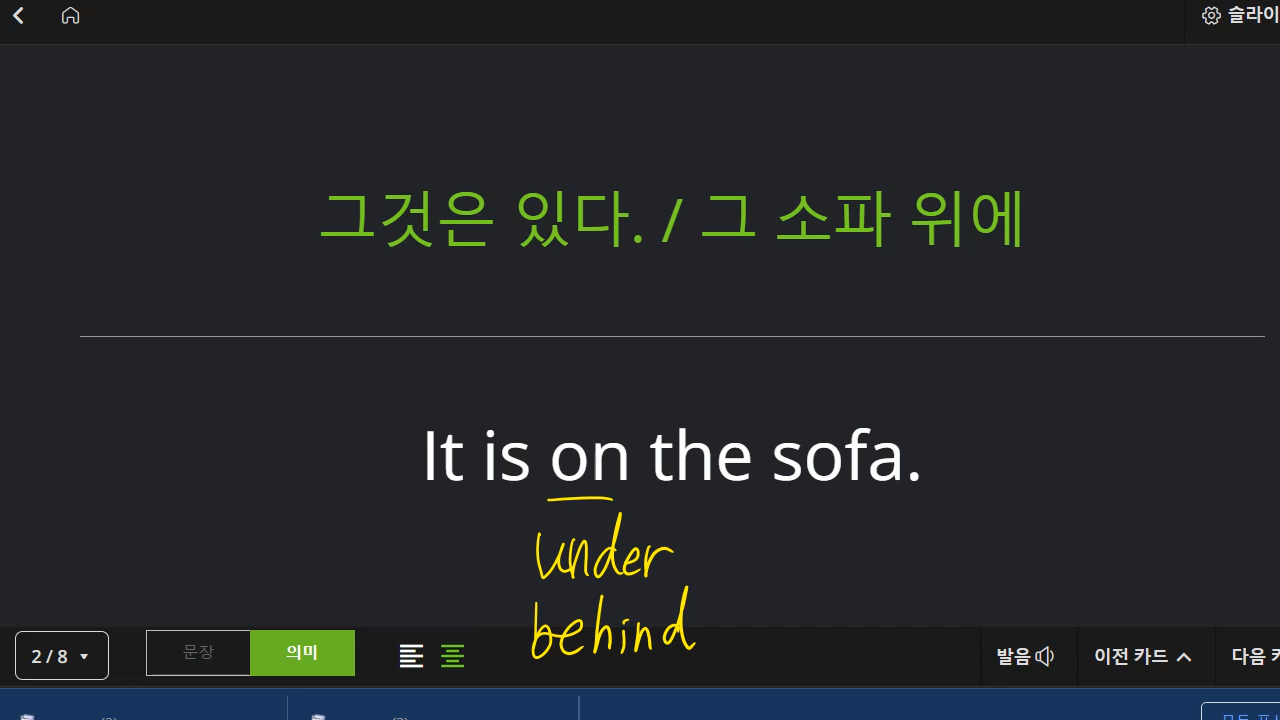 슬라이
그것은 있다. / 그 소파 위에
It is on the sofa.
under
behind
2 / 8
문장
의미
발음
이전 카드
다음